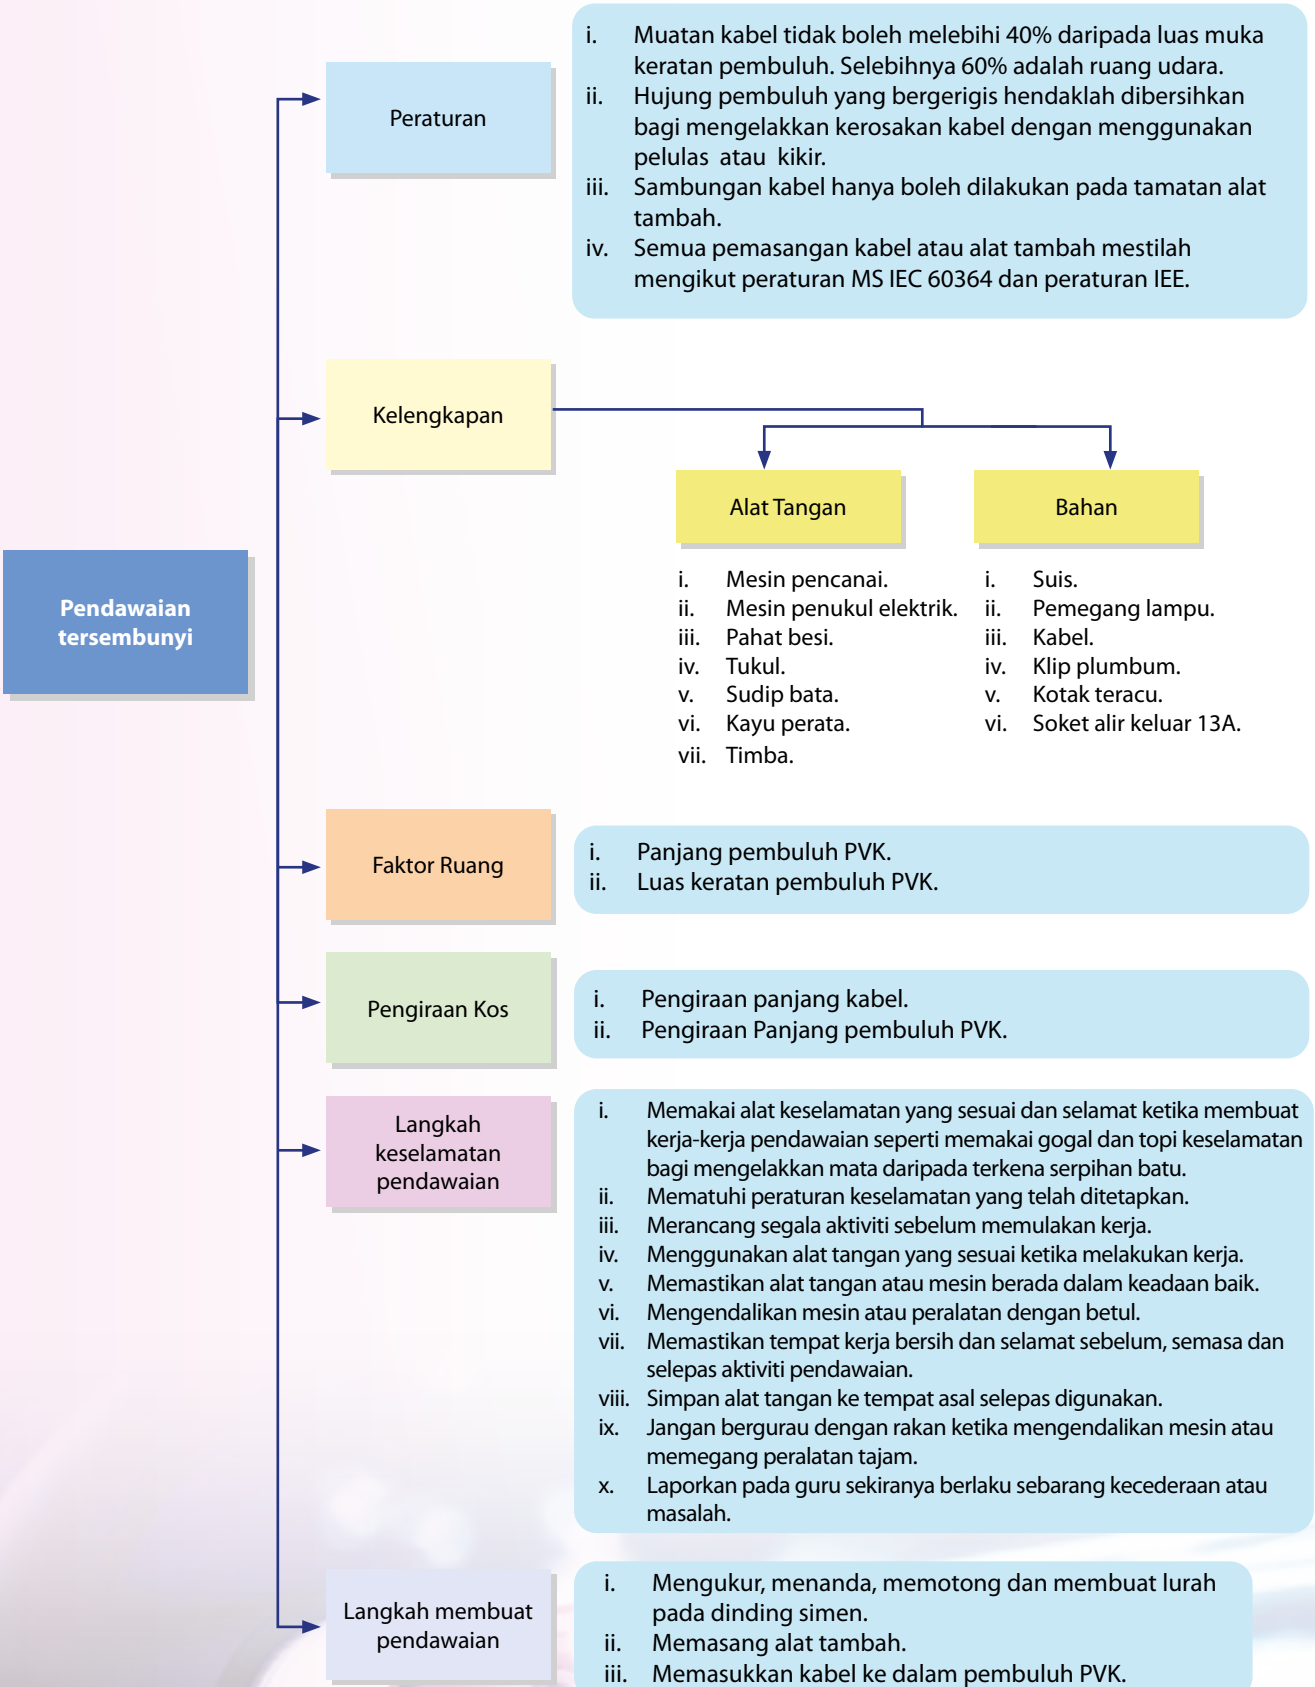 Pendawaian
tersembunyi
Peraturan
i. Muatan kabel tidak boleh melebihi 40% daripada luas muka
keratan pembuluh. Selebihnya 60% adalah ruang udara.
ii. Hujung pembuluh yang bergerigis hendaklah dibersihkan
bagi mengelakkan kerosakan kabel dengan menggunakan
pelulas atau kikir.
iii. Sambungan kabel hanya boleh dilakukan pada tamatan alat
tambah.
iv. Semua pemasangan kabel atau alat tambah mestilah
mengikut peraturan MS IEC 60364 dan peraturan IEE.
Kelengkapan
Alat Tangan
i. Mesin pencanai.
ii. Mesin penukul elektrik.
iii. Pahat besi.
iv. Tukul.
v. Sudip bata.
vi. Kayu perata.
vii. Timba.
Bahan
i. Suis.
ii. Pemegang lampu.
iii. Kabel.
iv. Klip plumbum.
v. Kotak teracu.
vi. Soket alir keluar 13A.
Faktor Ruang
i. Panjang pembuluh PVK.
ii. Luas keratan pembuluh PVK.
Pengiraan Kos
i. Pengiraan panjang kabel.
ii. Pengiraan Panjang pembuluh PVK.
Langkah
keselamatan
pendawaian
i. Memakai alat keselamatan yang sesuai dan selamat ketika membuat
kerja-kerja pendawaian seperti memakai gogal dan topi keselamatan
bagi mengelakkan mata daripada terkena serpihan batu.
ii. Mematuhi peraturan keselamatan yang telah ditetapkan.
iii. Merancang segala aktiviti sebelum memulakan kerja.
iv. Menggunakan alat tangan yang sesuai ketika melakukan kerja.
v. Memastikan alat tangan atau mesin berada dalam keadaan baik.
vi. Mengendalikan mesin atau peralatan dengan betul.
vii. Memastikan tempat kerja bersih dan selamat sebelum, semasa dan
selepas aktiviti pendawaian.
viii. Simpan alat tangan ke tempat asal selepas digunakan.
ix. Jangan bergurau dengan rakan ketika mengendalikan mesin atau
memegang peralatan tajam.
x. Laporkan pada guru sekiranya berlaku sebarang kecederaan atau
masalah.
Langkah membuat
pendawaian
i. Mengukur, menanda, memotong dan membuat lurah
pada dinding simen.
ii. Memasang alat tambah.
iii. Memasukkan kabel ke dalam pembuluh PVK.